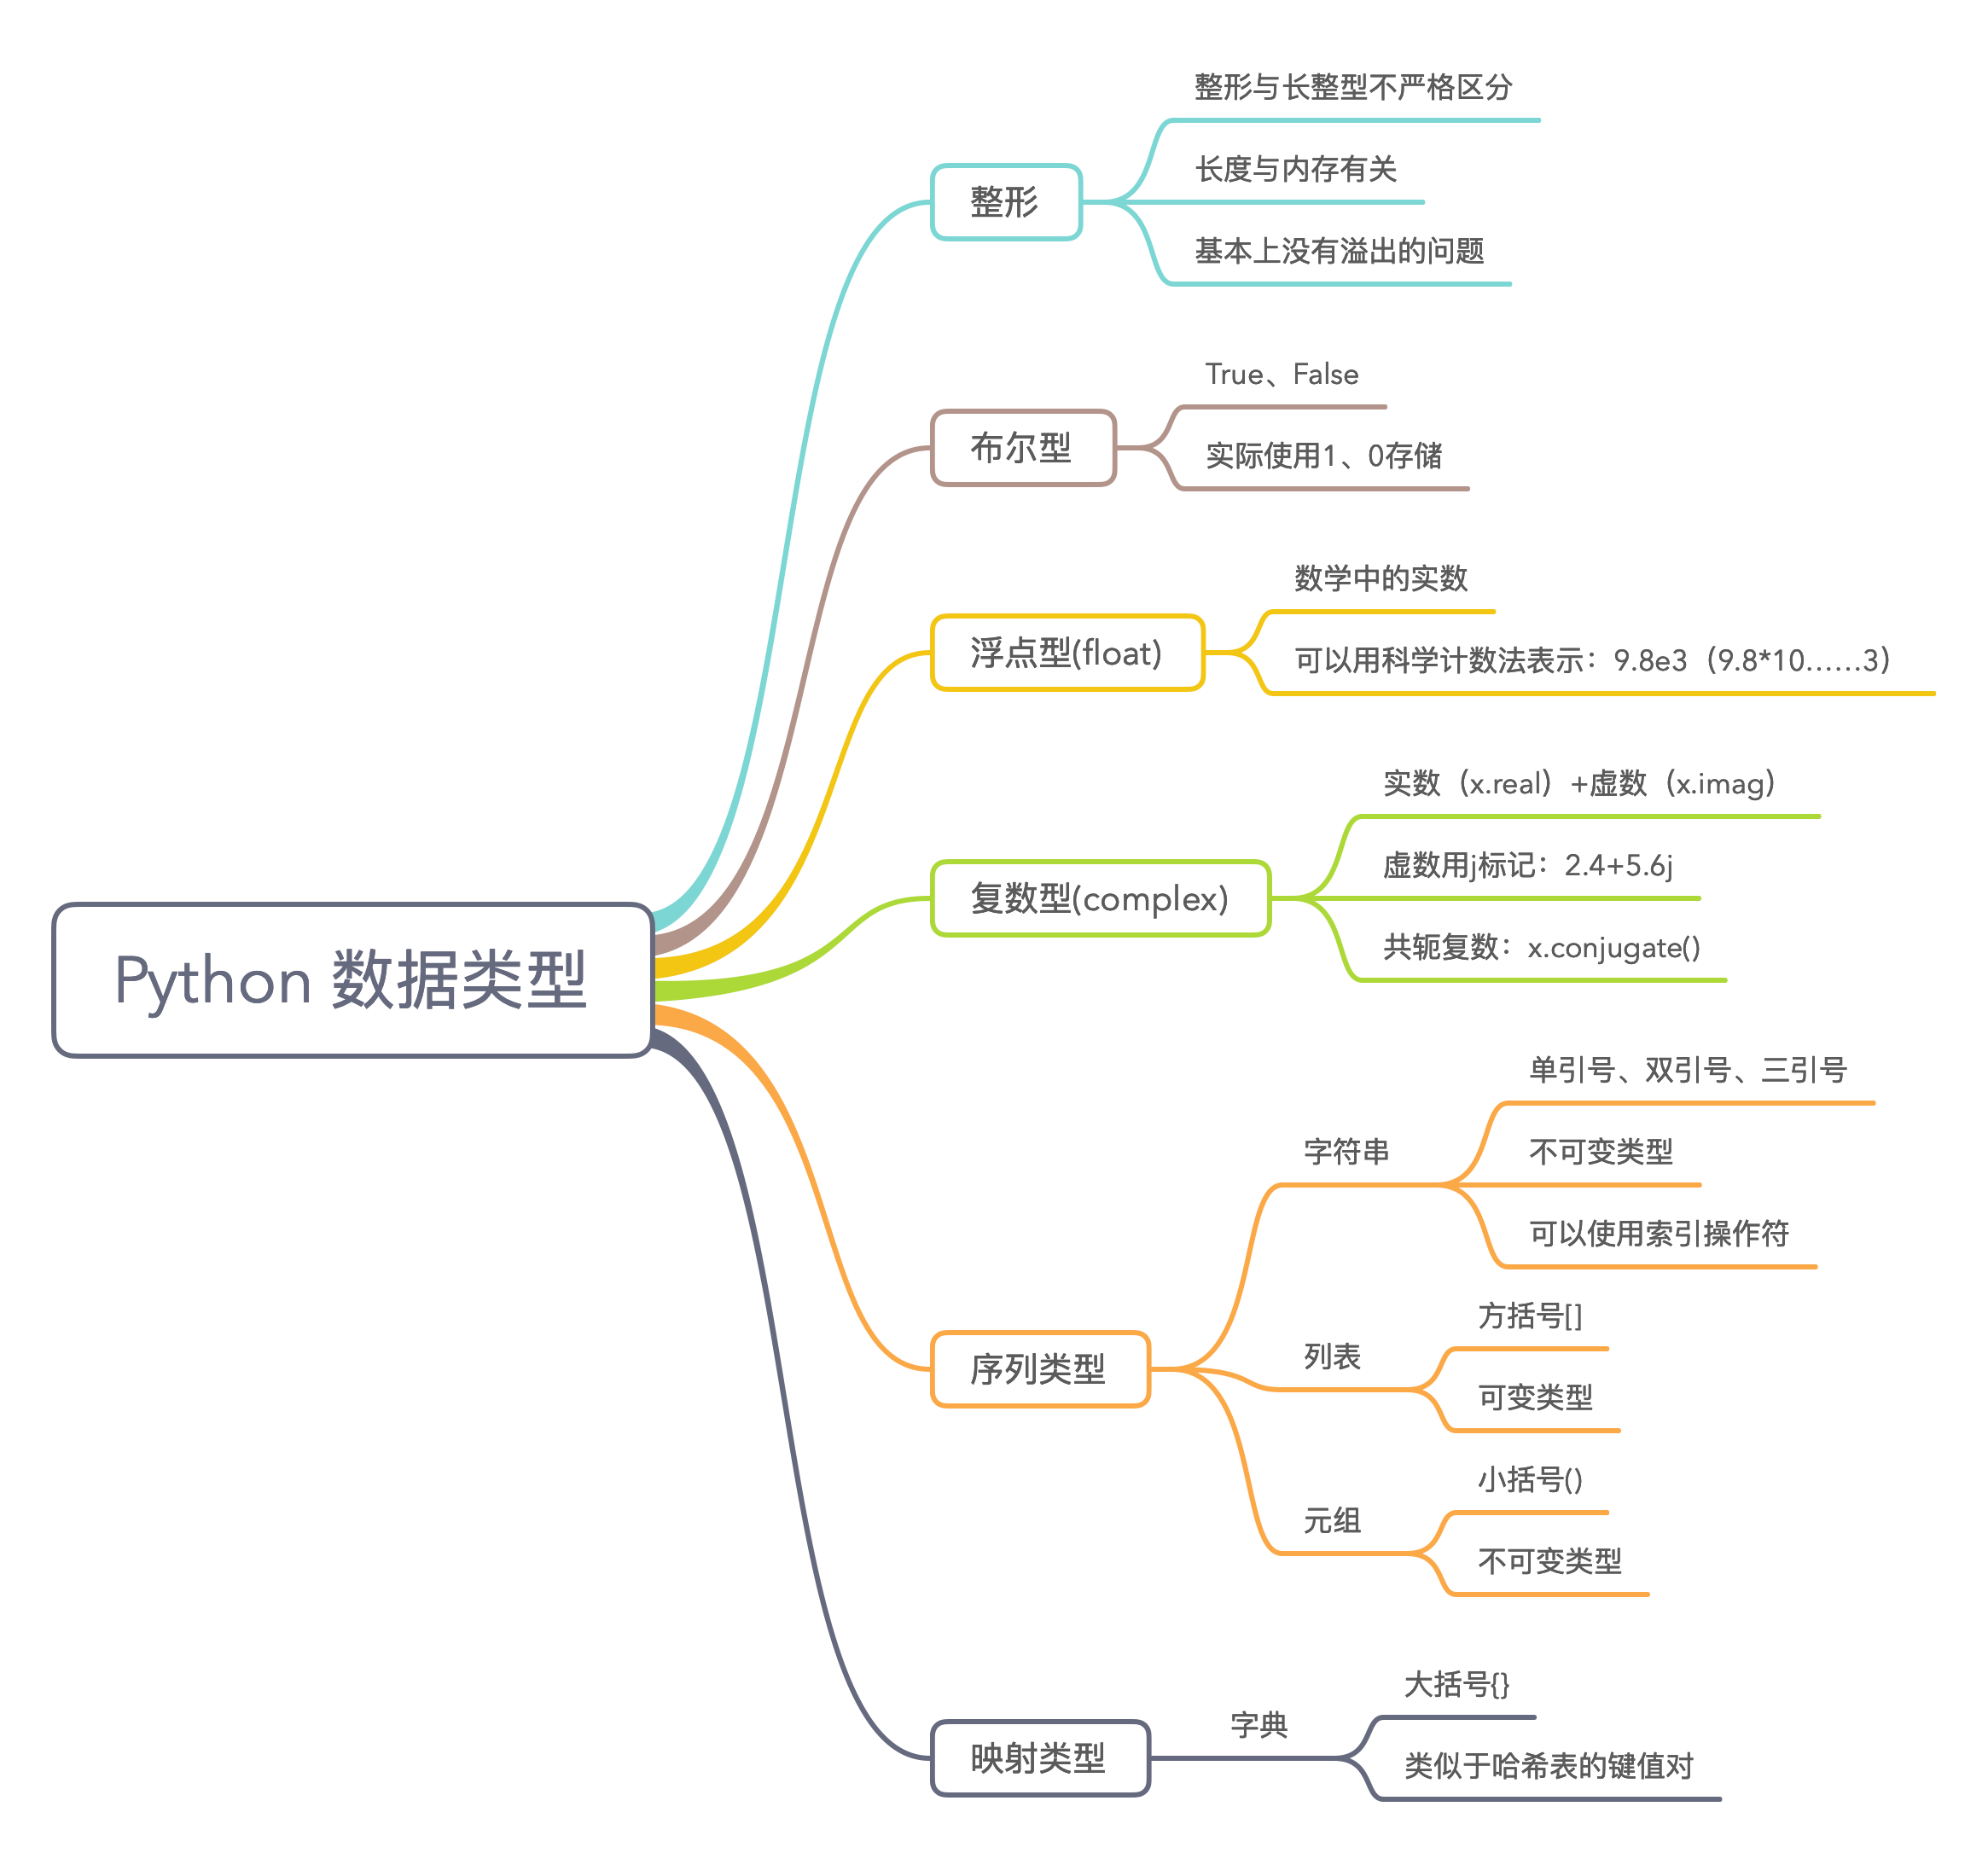 Python 数据类型
整形
整形与长整型不严格区分
长度与内存有关
基本上没有溢出的问题
布尔型
True、False
实际使用1、0存储
浮点型(float)
数学中的实数
可以用科学计数法表示：9.8e3（9.8*10……3）
复数型(complex)
实数（x.real）+虚数（x.imag）
虚数用j标记：2.4+5.6j
共轭复数：x.conjugate()
序列类型
字符串
单引号、双引号、三引号
不可变类型
可以使用索引操作符
列表
方括号[]
可变类型
元组
小括号()
不可变类型
映射类型
字典
大括号{}
类似于哈希表的键值对